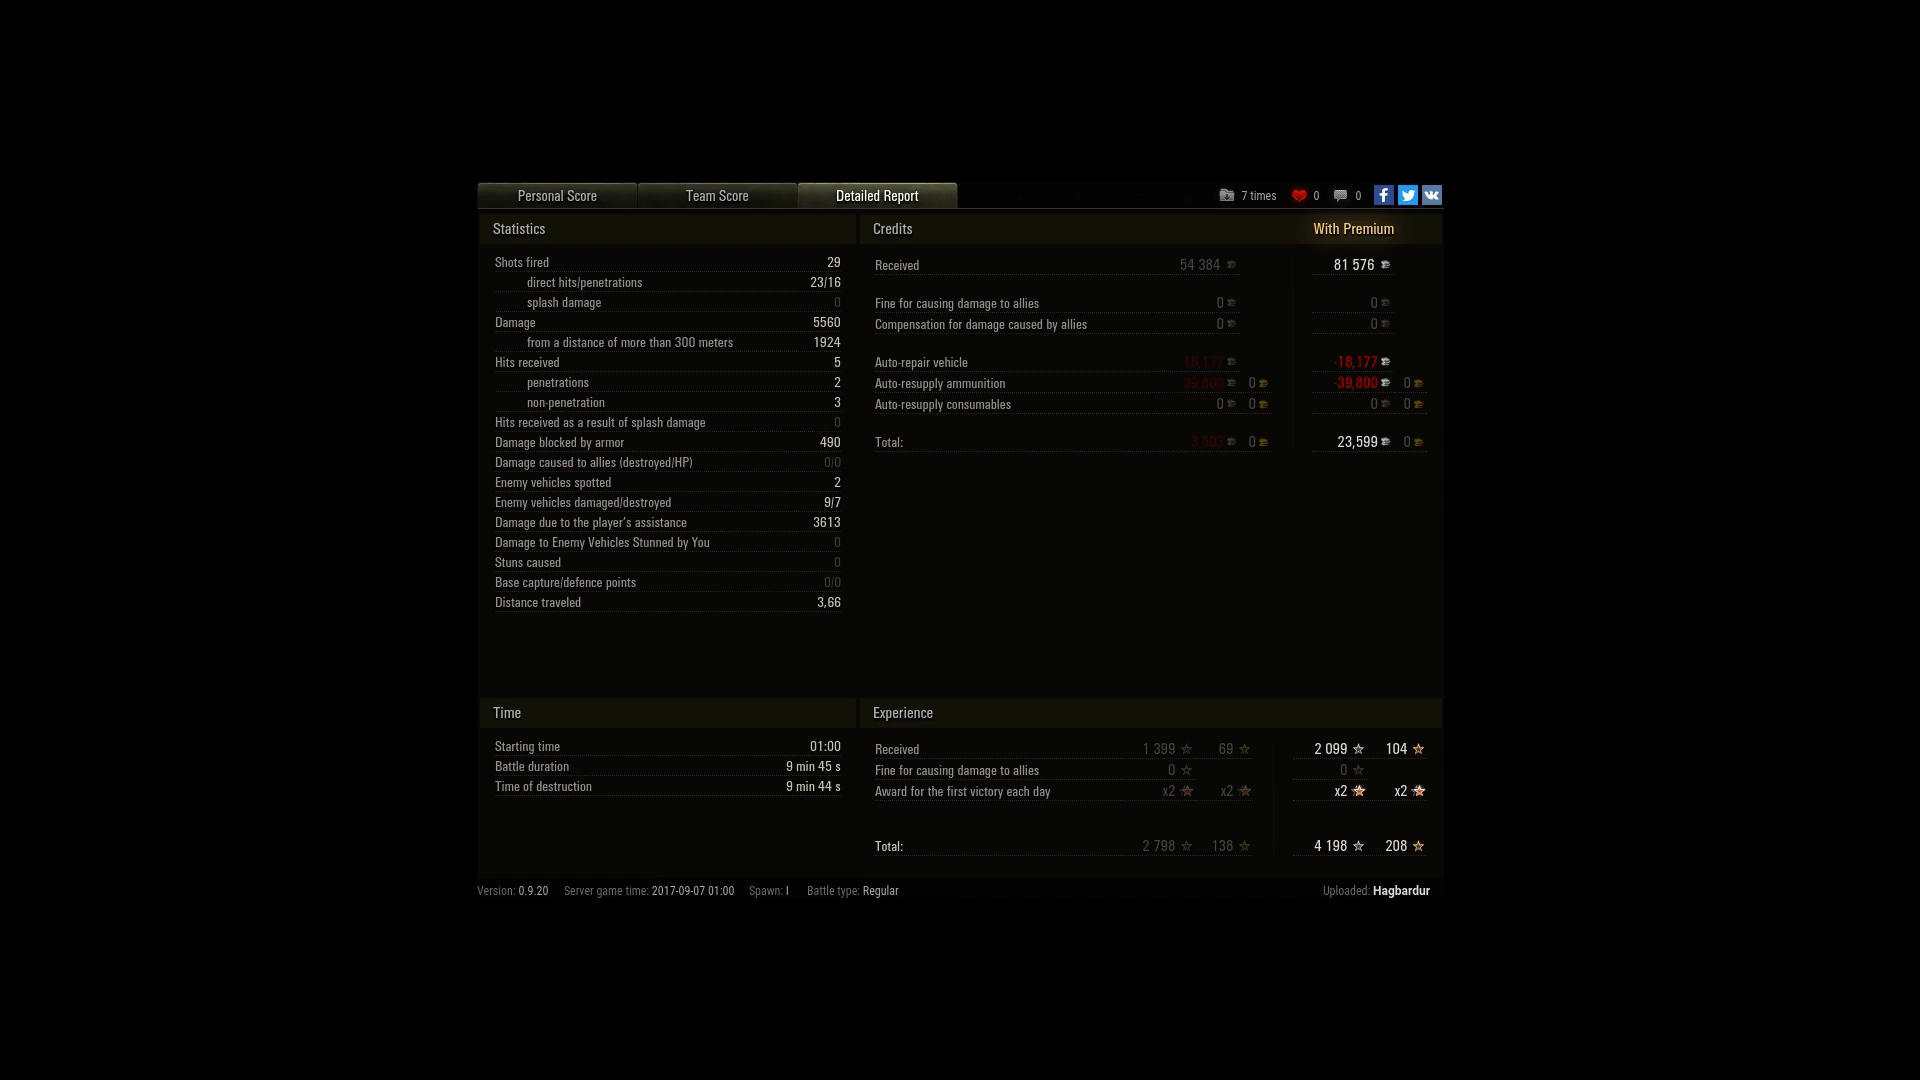 Personal Score Team Score Detailed Report 7 times 0 0
Statistics
Shots fired 29
direct hits/penetrations 23/16
splash damage 0
Damage 5560
from a distance of more than 300 meters 1924
Hits received 5
penetrations 2
non-penetration 3
Hits received as a result of splash damage 0
Damage blocked by armor 490
Damage caused to allies (destroyed/HP) 0/0
Enemy vehicles spotted 2
Enemy vehicles damaged/destroyed 9/7
Damage due to the player's assistance 3613
Damage to Enemy Vehicles Stunned by You 0
Stuns caused 0
Base capture/defence points 0/0
Distance traveled 3,66
Credits With Premium
Received 54 384 81 576
Fine for causing damage to allies 0 0
Compensation for damage caused by allies 0 0
Auto-repair vehicle 18,177 -18,177
Auto-resupply ammunition 39,800 0 -39,800 0
Auto-resupply consumables 0 0 0 0
Total: 3,593 0 23,599 0
Time
Starting time 01:00
Battle duration 9 min 45 s
Time of destruction 9 min 44 s
Experience
Received 1 399 69 2 099 104
Fine for causing damage to allies 0 0
Award for the first victory each day x2 x2 x2 x2
Total: 2 798 138 4 198 208
Version: 0.9.20 Server game time: 2017-09-07 01:00 Spawn: I Battle type: Regular Uploaded: Hagbardur